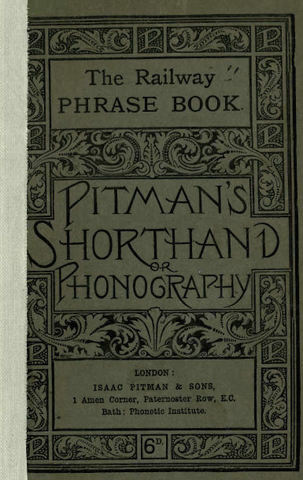 The Railway
PHRASE BOOK.
PITMAN'S
SHORTHAND
OR
PHONOGRAPHY
LONDON:
ISAAC PITMAN & SONS,
1 Amen Corner, Paternoster Row, E.C.
Bath: Phonetic Institute.
6D.